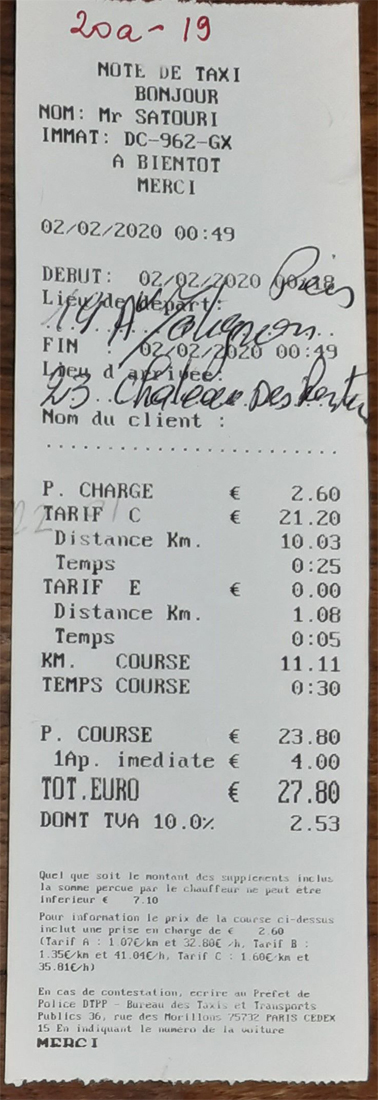 20a-19
NOTE DE TAXI
BONJOUR
NOM: Mr SATOURI
IMMAT: DC-962-GX
A BIENTOT
MERCI
02/02/2020 00:49
DEBUT: 02/02/2020 00:18
Lieu de depart:
19 A
FIN : 02/02/2020 00:49
Lieu d arrivee:
23 Chateau Des
Nom du client :
P. CHARGE € 2.60
TARIF C € 21.20
Distance Km. 10.03
Temps 0:25
TARIF E € 0.00
Distance Km. 1.08
Temps 0:05
KM. COURSE 11.11
TEMPS COURSE 0:30
P. COURSE € 23.80
1Ap. imediate € 4.00
TOT.EURO € 27.80
DONT TVA 10.0% 2.53
Quel que soit le montant des supplements inclus
la somme percue par le chauffeur ne peut etre
inferieur € 7.10
Pour information le prix de la course ci-dessus
inclut une prise en charge de € 2.60
(Tarif A : 1 07€/km et 32.80€ /h, Tarif B :
1.35€/km et 41.04€/h, Tarif C : 1.60€/km et
35.81€/h)
En cas de contestation, ecrire au Prefet de
Police DTPP - Bureau des Taxis et Transports
Publics 36, rue des Morillons 75732 PARIS CEDEX
15 En indiquant le numero de la voiture
MERCI